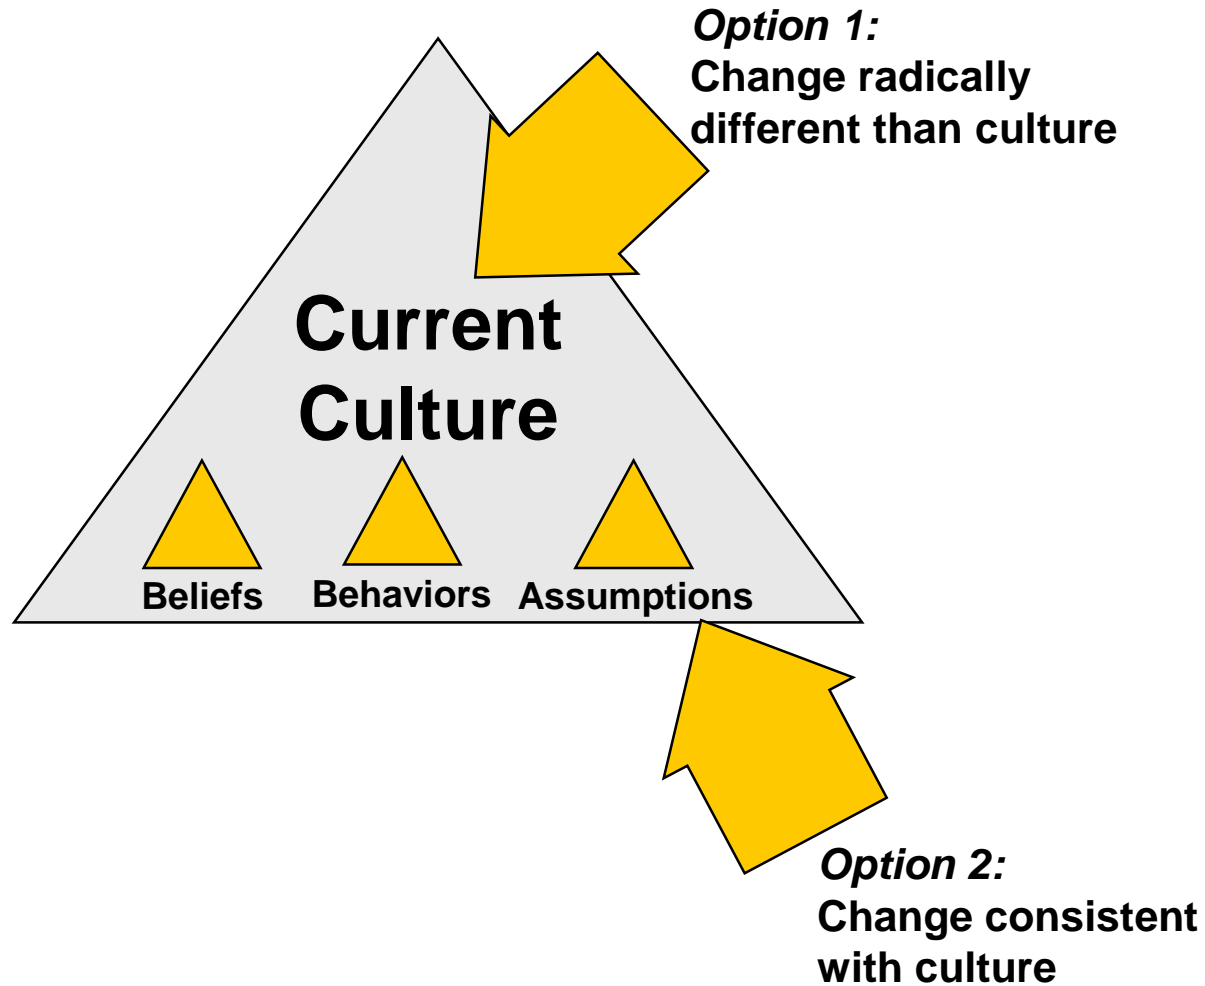 Option 1:
Change radically
different than culture
Current
Culture
Beliefs
Behaviors
Assumptions
Option 2:
Change consistent
with culture